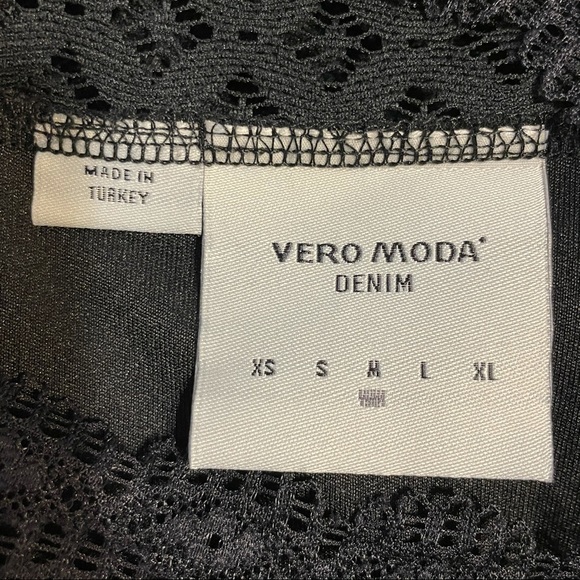 MADE IN
TURKEY
VERO MODA
DENIM
XS S M L XL